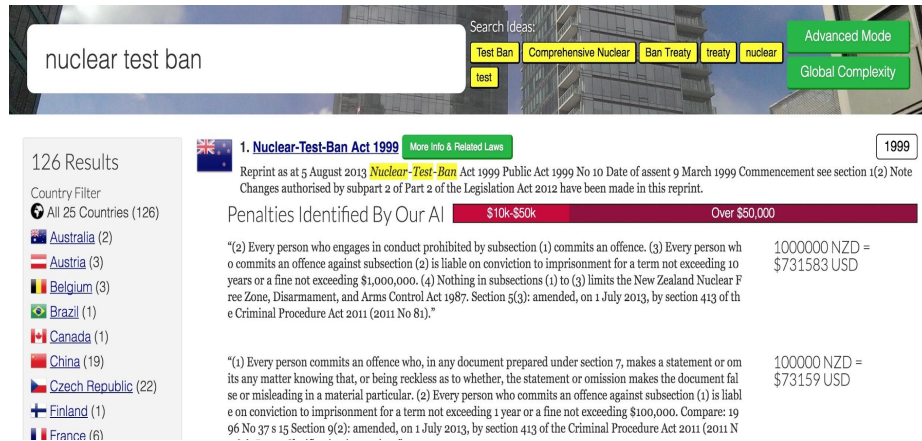 nuclear test ban
Search Ideas:
Test Ban Comprehensive Nuclear Ban Treaty treaty nuclear
test
Advanced Mode
Global Complexity
126 Results
Country Filter
All 25 Countries (126)
Australia (2)
Austria (3)
Belgium (3)
Brazil (1)
Canada (1)
China (19)
Czech Republic (22)
Finland (1)
France (6)
1. Nuclear-Test-Ban Act 1999 More Info & Related Laws 1999
Reprint as at 5 August 2013 Nuclear-Test-Ban Act 1999 Public Act 1999 No 10 Date of assent 9 March 1999 Commencement see section 1(2) Note
Changes authorised by subpart 2 of Part 2 of the Legislation Act 2012 have been made in this reprint.
Penalties Identified By Our AI $10k-$50k Over $50,000
“(2) Every person who engages in conduct prohibited by subsection (1) commits an offence. (3) Every person wh
o commits an offence against subsection (2) is liable on conviction to imprisonment for a term not exceeding 10
years or a fine not exceeding $1,000,000. (4) Nothing in subsections (1) to (3) limits the New Zealand Nuclear F
ree Zone, Disarmament, and Arms Control Act 1987. Section 5(3): amended, on 1 July 2013, by section 413 of th
e Criminal Procedure Act 2011 (2011 No 81).”
1000000 NZD =
$731583 USD
“(1) Every person commits an offence who, in any document prepared under section 7, makes a statement or om
its any matter knowing that, or being reckless as to whether, the statement or omission makes the document fal
se or misleading in a material particular. (2) Every person who commits an offence against subsection (1) is liabl
e on conviction to imprisonment for a term not exceeding 1 year or a fine not exceeding $100,000. Compare: 19
96 No 37 s 15 Section 9(2): amended, on 1 July 2013, by section 413 of the Criminal Procedure Act 2011 (2011 N
100000 NZD =
$73159 USD